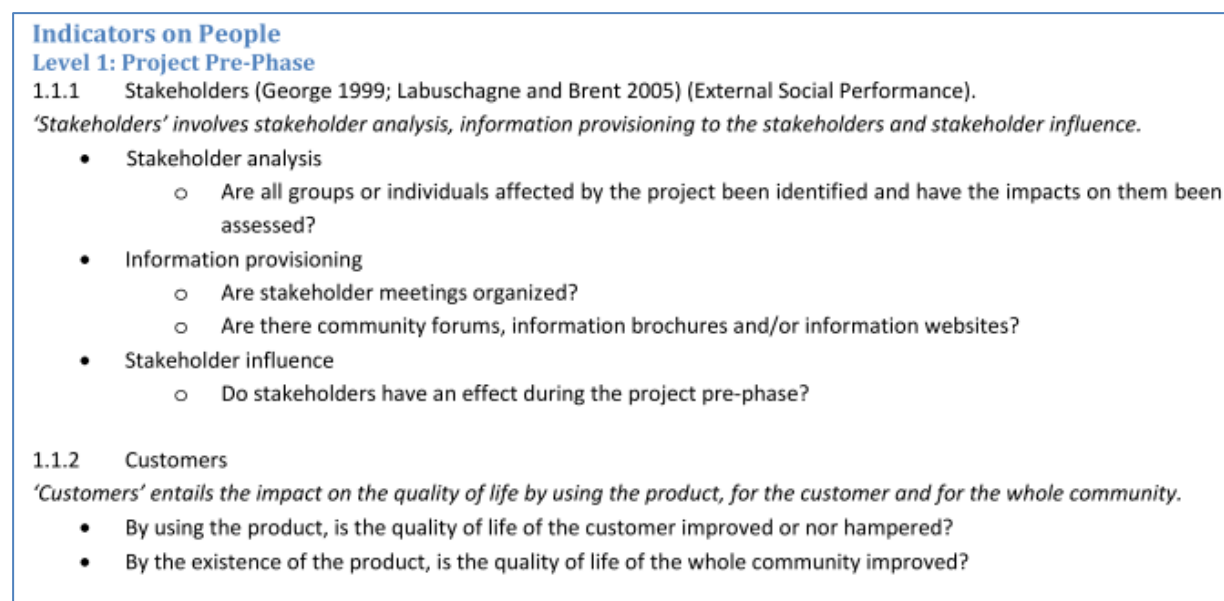 Indicators on People
Level 1: Project Pre-Phase
1.1.1 Stakeholders (George 1999; Labuschagne and Brent 2005) (External Social Performance).
‘Stakeholders’ involves stakeholder analysis, information provisioning to the stakeholders and stakeholder influence.
• Stakeholder analysis
o Are all groups or individuals affected by the project been identified and have the impacts on them been
assessed?
• Information provisioning
o Are stakeholder meetings organized?
o Are there community forums, information brochures and/or information websites?
• Stakeholder influence
o Do stakeholders have an effect during the project pre-phase?
1.1.2 Customers
‘Customers’ entails the impact on the quality of life by using the product, for the customer and for the whole community.
• By using the product, is the quality of life of the customer improved or nor hampered?
• By the existence of the product, is the quality of life of the whole community improved?